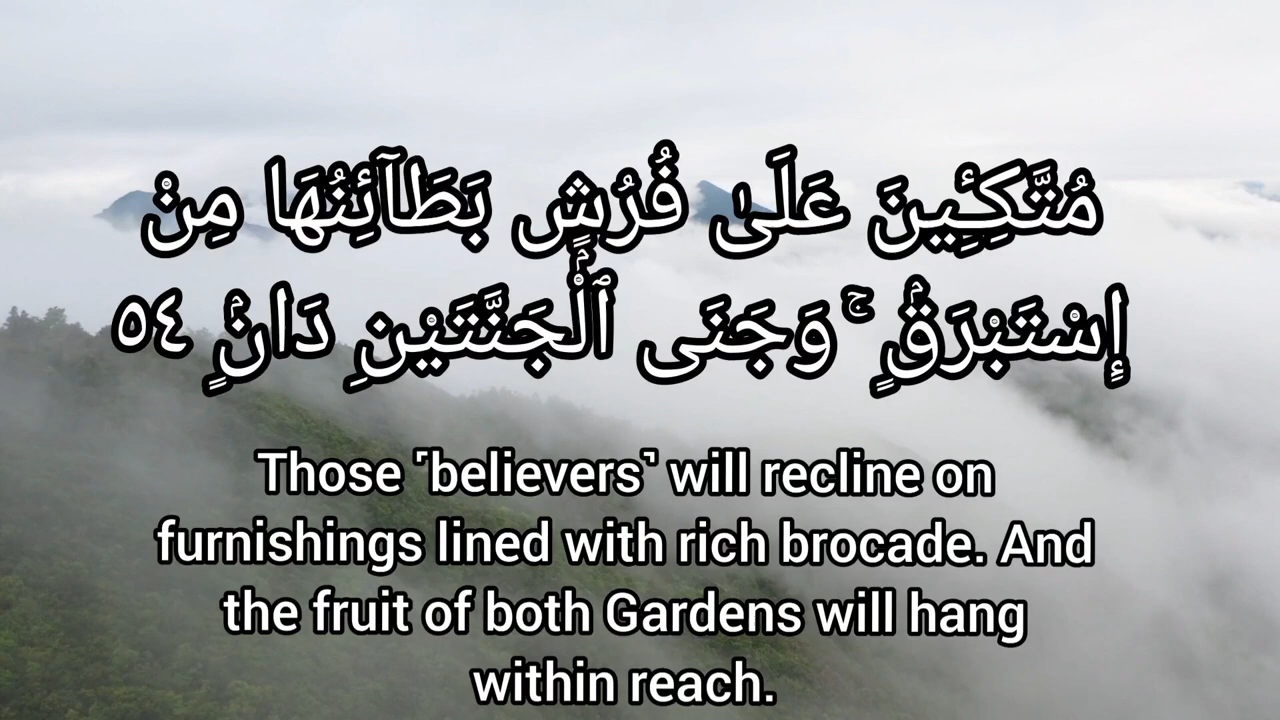 مُتَّكِـِٔينَ عَلَىٰ فُرُشٍۭ بَطَآئِنُهَا مِنْ
إِسْتَبْرَقٍۢ ۚ وَجَنَى ٱلْجَنَّتَيْنِ دَانٍۢ ٥٤
Those ˹believers˺ will recline on
furnishings lined with rich brocade. And
the fruit of both Gardens will hang
within reach.